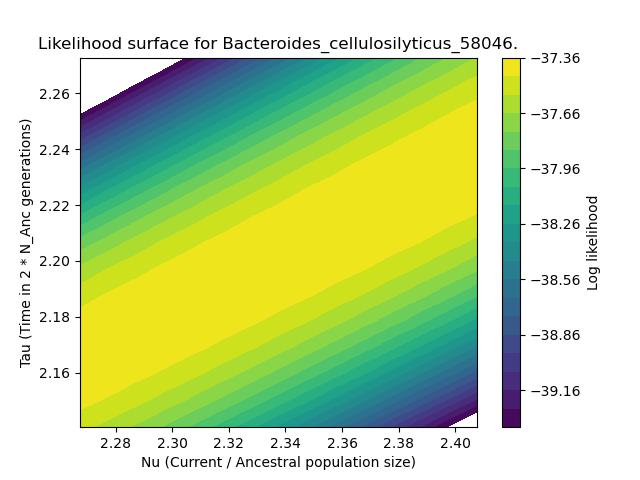 Likelihood surface for Bacteroides_cellulosilyticus_58046.
2.26
2.24
2.22
2.20
2.18
2.16
Tau (Time in 2 * N_Anc generations)
2.28 2.30 2.32 2.34 2.36 2.38 2.40
Nu (Current / Ancestral population size)
−37.36
−37.66
−37.96
−38.26
−38.56
−38.86
−39.16
Log likelihood